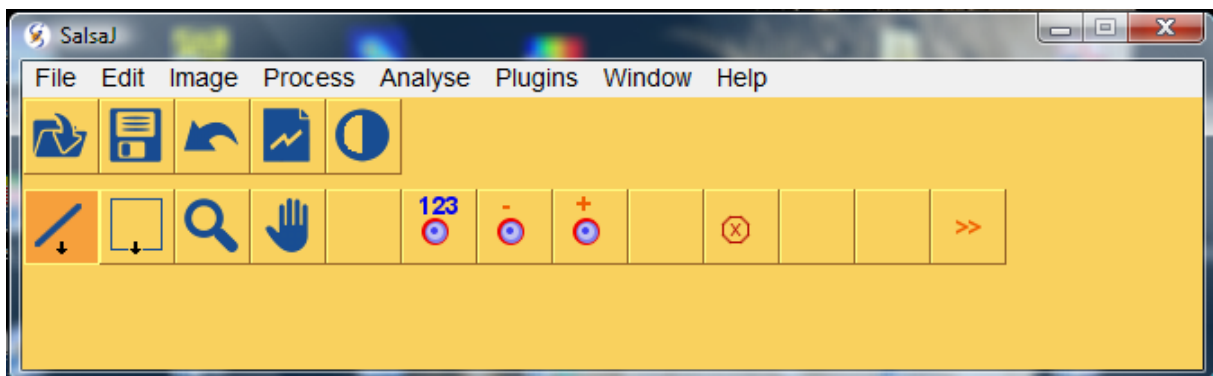 SalsaJ
File Edit Image Process Analyse Plugins Window Help
123
- +
X
>>